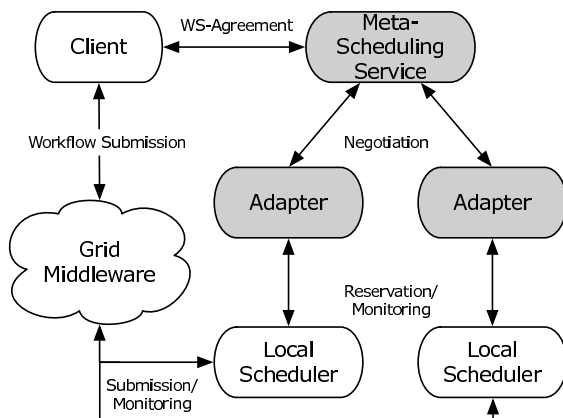 WS-Agreement
Client
Meta-
Scheduling
Service
Workflow Submission
Negotiation
Adapter
Adapter
Grid
Middleware
Reservation/
Monitoring
Local
Scheduler
Local
Scheduler
Submission/
Monitoring